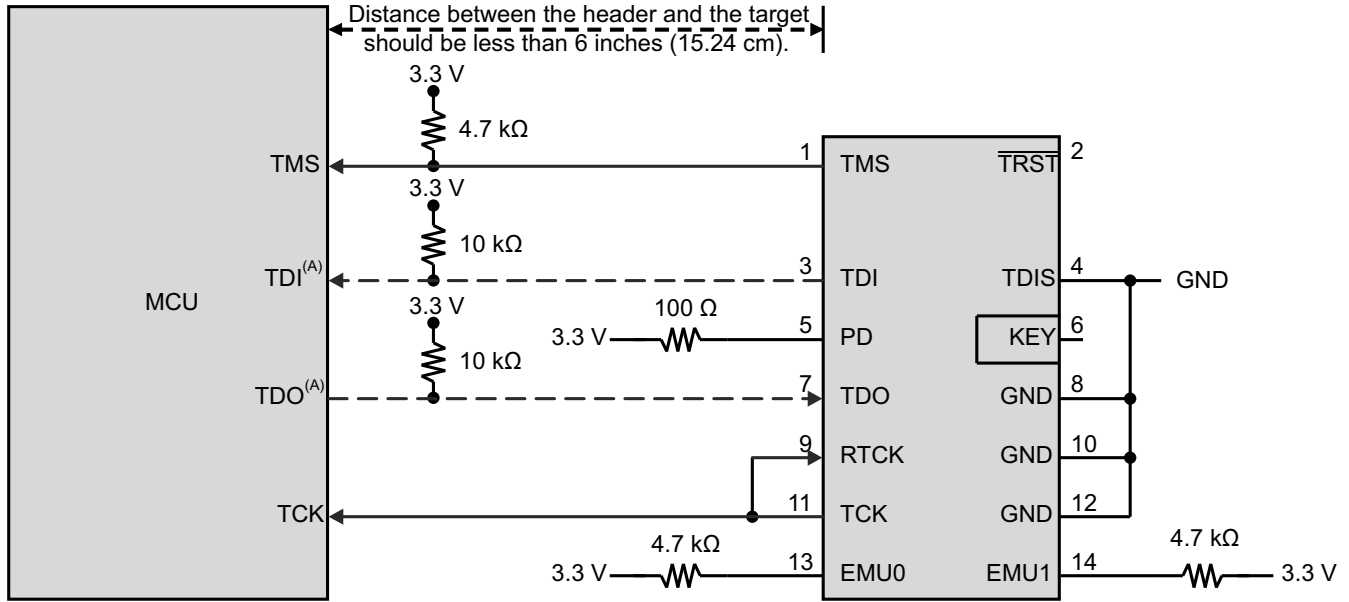 Distance between the header and the target
should be less than 6 inches (15.24 cm).
3.3 V
4.7 kΩ
TMS
1
TMS
TRST
2
3.3 V
10 kΩ
TDI(A)
3
TDI
TDIS
4
GND
MCU
3.3 V
100 Ω
3.3 V
5
PD
KEY
6
10 kΩ
TDO(A)
7
TDO
GND
8
9
RTCK
GND
10
TCK
11
TCK
GND
12
4.7 kΩ
3.3 V
13
EMU0
EMU1
14
4.7 kΩ
3.3 V